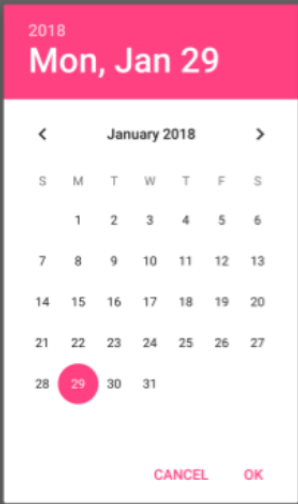 2018
Mon, Jan 29
January 2018
S M T W T F S
1 2 3 4 5 6
7 8 9 10 11 12 13
14 15 16 17 18 19 20
21 22 23 24 25 26 27
28 29 30 31
CANCEL OK